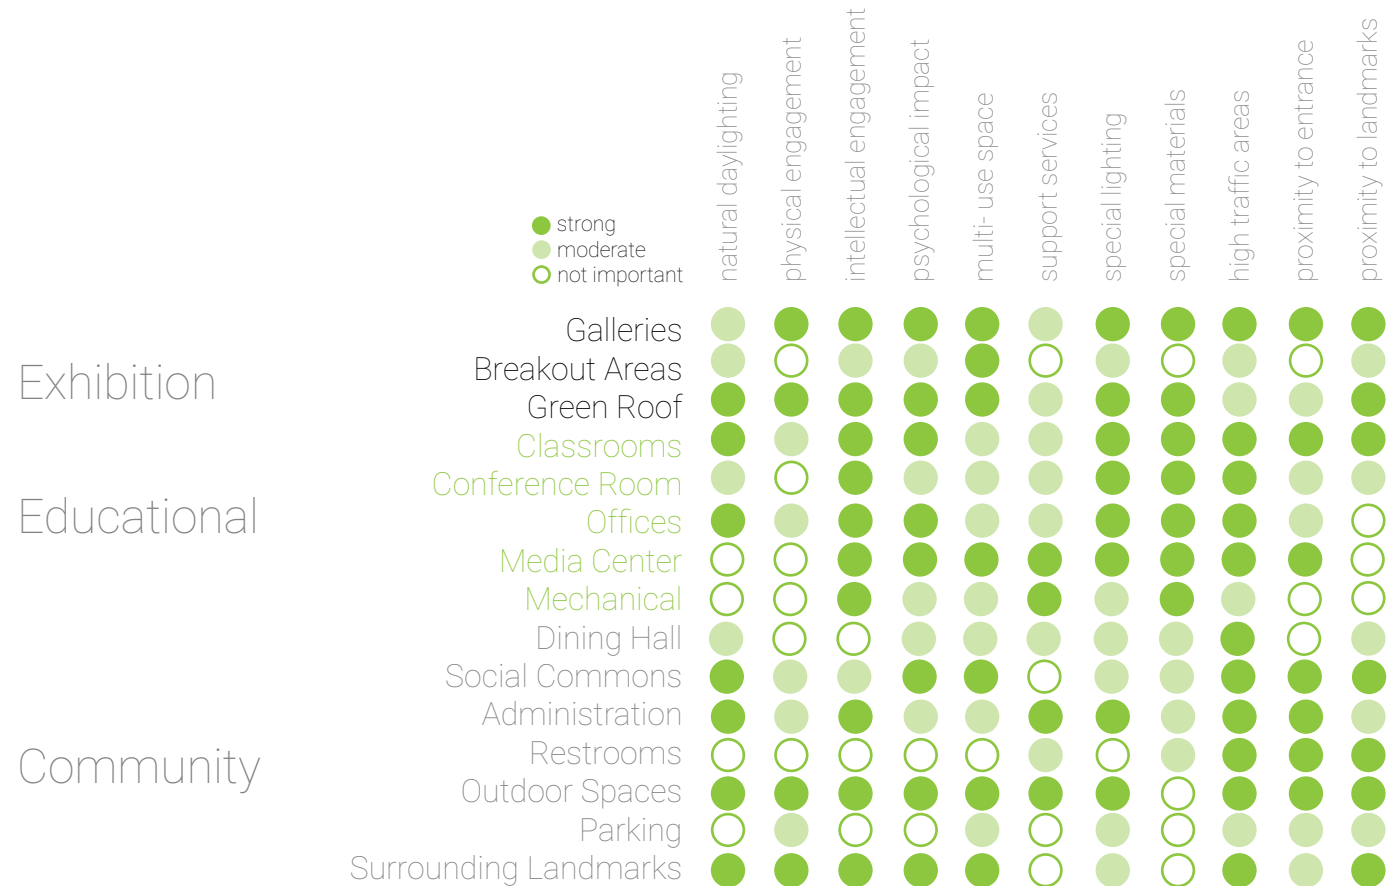 natural daylighting
physical engagement
intellectual engagement
psychological impact
multi- use space
support services
special lighting
special materials
high traffic areas
proximity to entrance
proximity to landmarks
strong
moderate
not important
Exhibition
Galleries
Breakout Areas
Green Roof
Educational
Classrooms
Conference Room
Offices
Media Center
Mechanical
Community
Dining Hall
Social Commons
Administration
Restrooms
Outdoor Spaces
Parking
Surrounding Landmarks